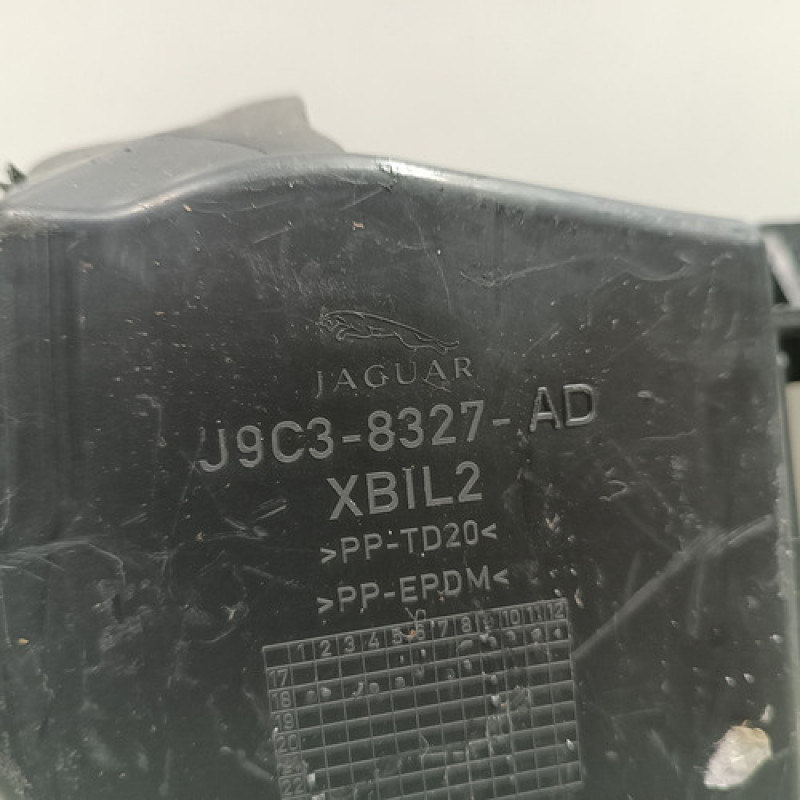 JAGUAR
J9C3-8327-AD
XBIL2
>PP-TD20<
>PP-EPDM<
1 2 3 4 5 6 7 8 9 10 11 12
17
18
19
20
22